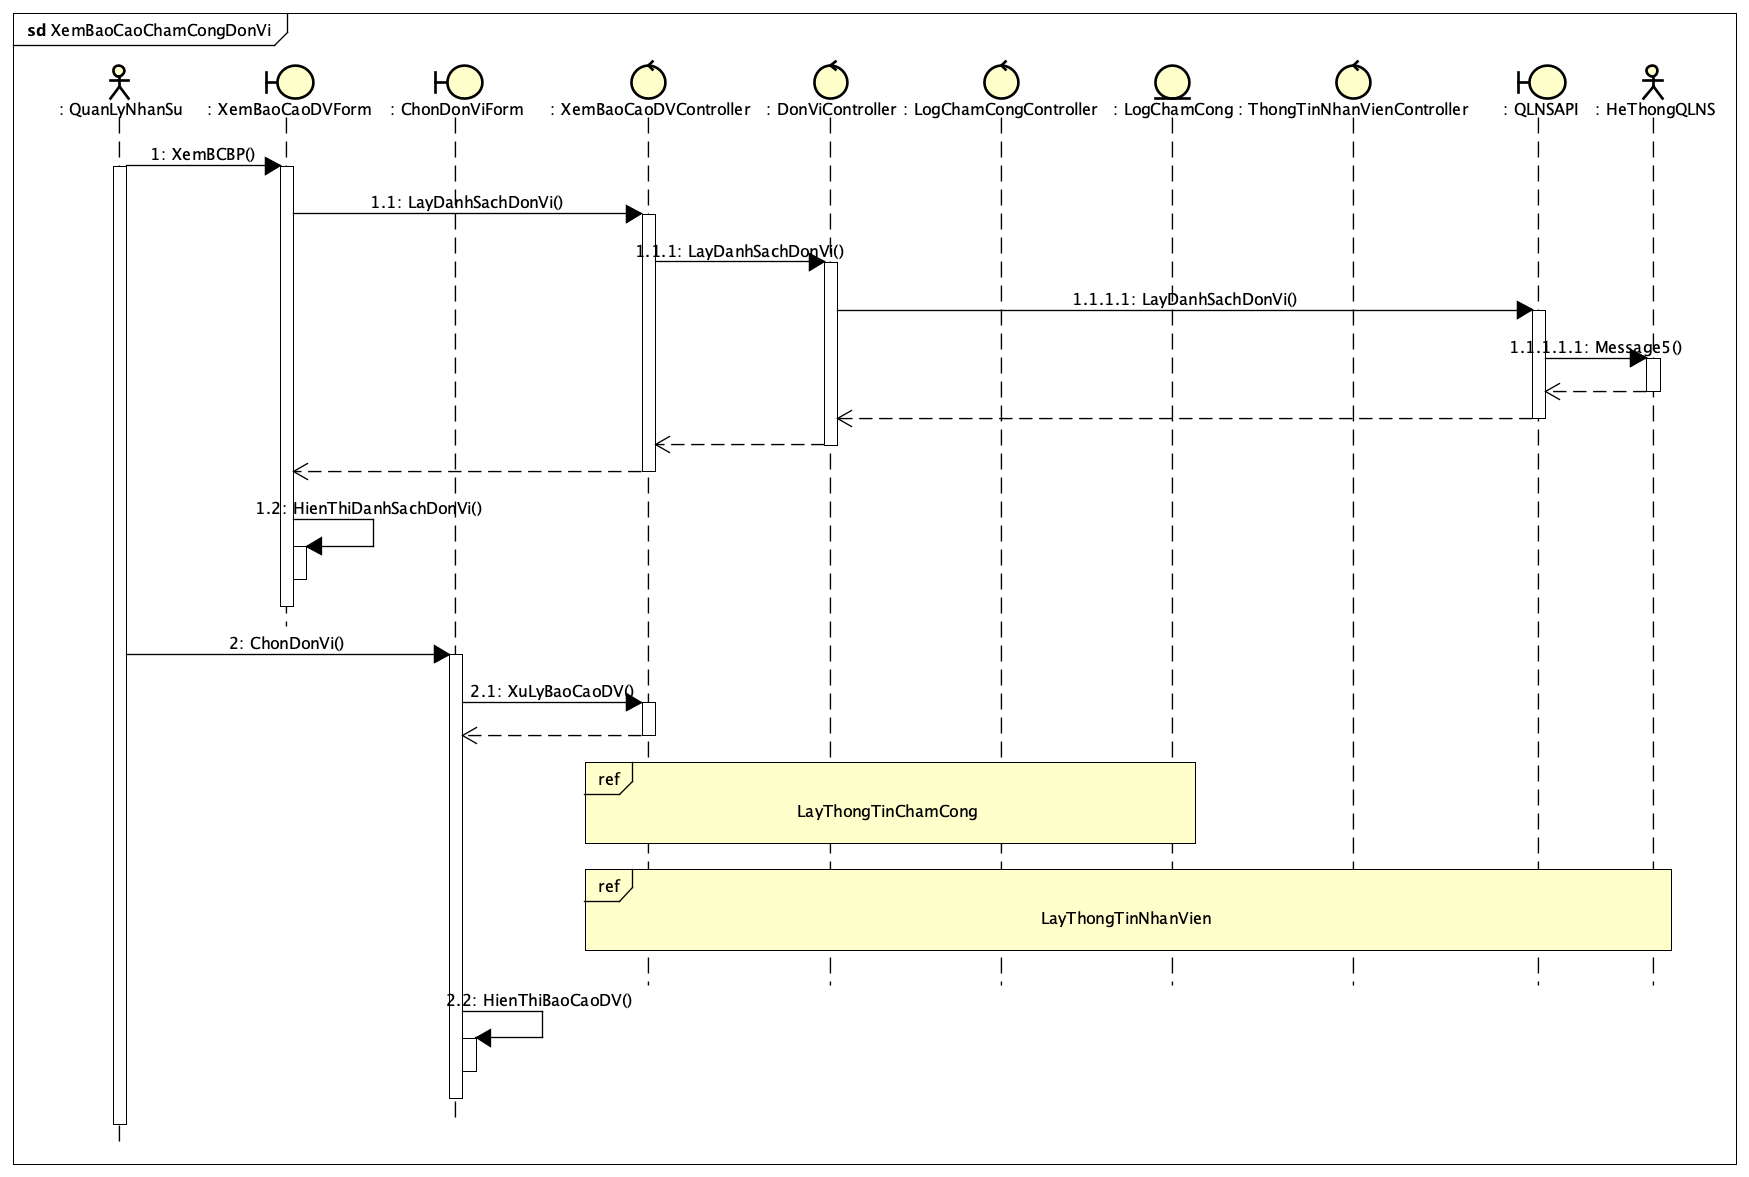 sd XemBaoCaoChamCongDonVi
: QuanLyNhanSu : XemBaoCaoDVForm : ChonDonViForm : XemBaoCaoDVController : DonViController : LogChamCongController : LogChamCong : ThongTinNhanVienController : QLNSAPI : HeThongQLNS
1: XemBCBP()
1.1: LayDanhSachDonVi()
1.1.1: LayDanhSachDonVi()
1.1.1.1: LayDanhSachDonVi()
1.1.1.1.1: Message5()
1.2: HienThiDanhSachDonVi()
2: ChonDonVi()
2.1: XuLyBaoCaoDV()
ref
LayThongTinChamCong
ref
LayThongTinNhanVien
2.2: HienThiBaoCaoDV()